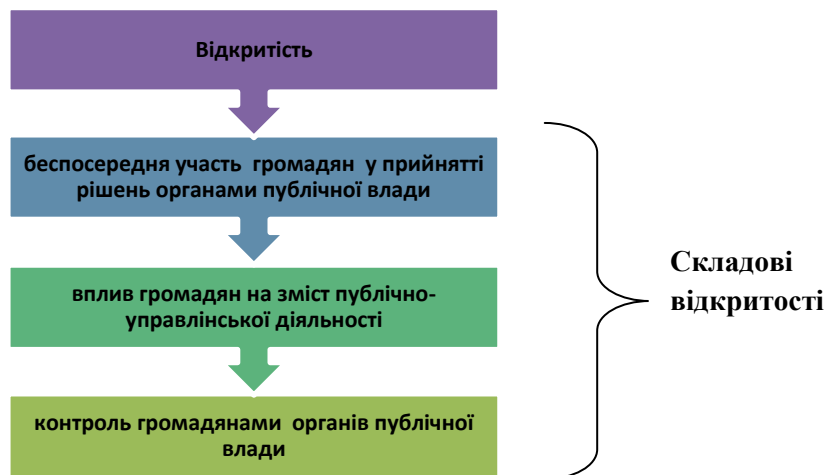 Відкритість
беспосередня участь громадян у прийнятті
рішень органами публічної влади
вплив громадян на зміст публічно-
управлінської діяльності
контроль громадянами органів публічної
влади
Складові
відкритості